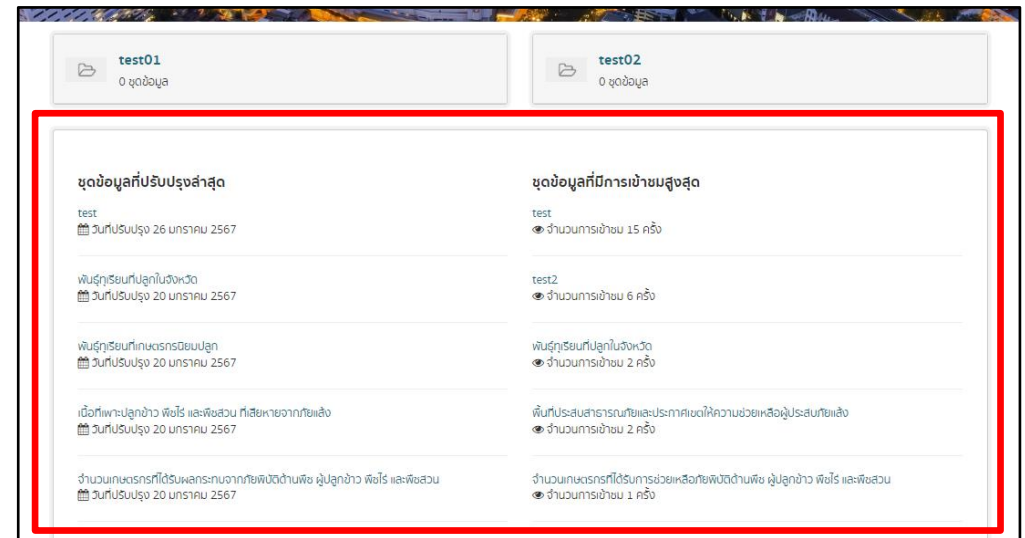 test01
0 ชุดข้อมูล
test02
0 ชุดข้อมูล
ชุดข้อมูลที่ปรับปรุงล่าสุด
test
วันที่ปรับปรุง 26 มกราคม 2567
พันธุ์ทุเรียนที่ปลูกในจังหวัด
วันที่ปรับปรุง 20 มกราคม 2567
พันธุ์ทุเรียนที่เกษตรกรนิยมปลูก
วันที่ปรับปรุง 20 มกราคม 2567
เนื้อที่เพาะปลูกข้าว พืชไร่ และพืชสวน ที่เสียหายจากภัยแล้ง
วันที่ปรับปรุง 20 มกราคม 2567
จำนวนเกษตรกรที่ได้รับผลกระทบจากภัยพิบัติด้านพืช ผู้ปลูกข้าว พืชไร่ และพืชสวน
วันที่ปรับปรุง 20 มกราคม 2567
ชุดข้อมูลที่มีการเข้าชมสูงสุด
test
จำนวนการเข้าชม 15 ครั้ง
test2
จำนวนการเข้าชม 6 ครั้ง
พันธุ์ทุเรียนที่ปลูกในจังหวัด
จำนวนการเข้าชม 2 ครั้ง
พื้นที่ประสบสาธารณภัยและประกาศเขตให้ความช่วยเหลือผู้ประสบภัยแล้ง
จำนวนการเข้าชม 2 ครั้ง
จำนวนเกษตรกรที่ได้รับการช่วยเหลือภัยพิบัติด้านพืช ผู้ปลูกข้าว พืชไร่ และพืชสวน
จำนวนการเข้าชม 1 ครั้ง